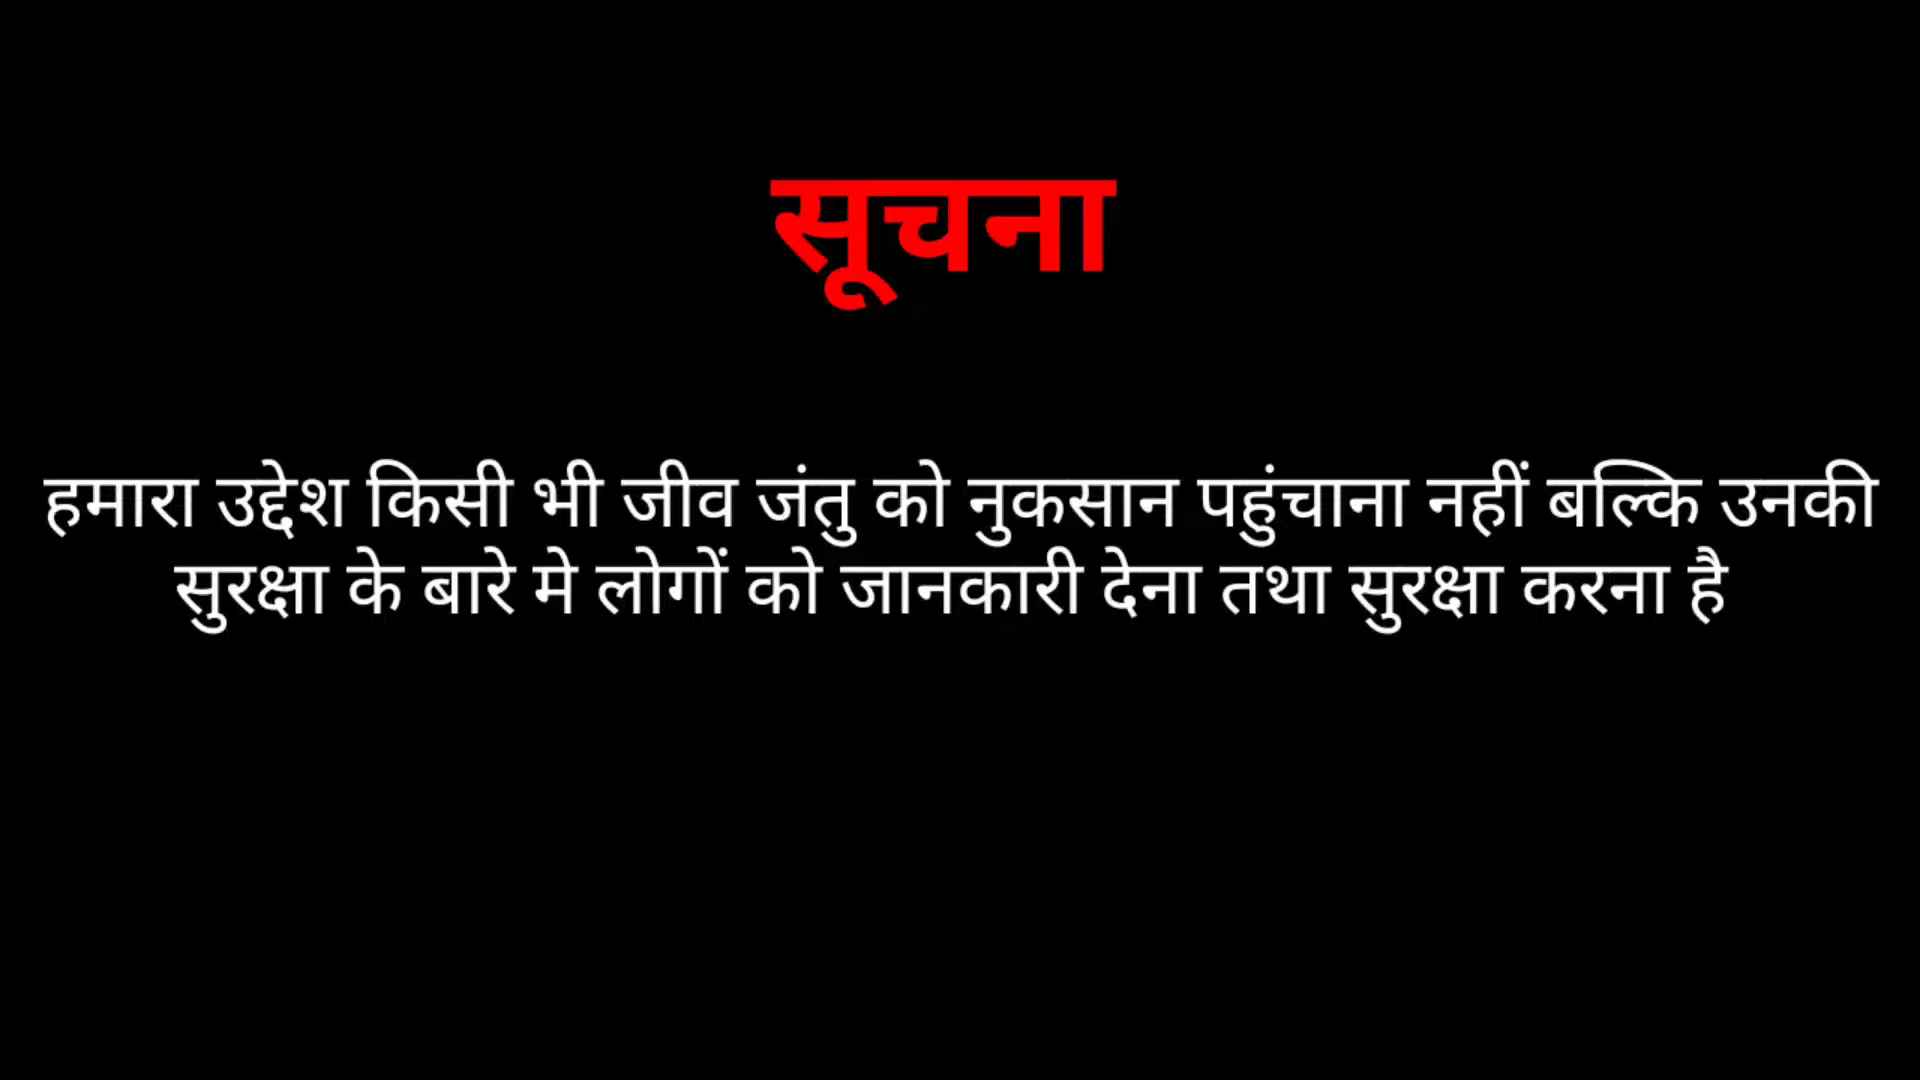 सूचना
हमारा उद्देश किसी भी जीव जंतु को नुकसान पहुंचाना नहीं बल्कि उनकी
सुरक्षा के बारे मे लोगों को जानकारी देना तथा सुरक्षा करना है